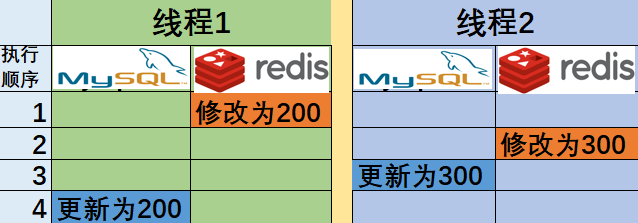 线程1 线程2
执行
顺序 MySQL redis MySQL redis
1 修改为200
2 修改为300
3 更新为300
4 更新为200